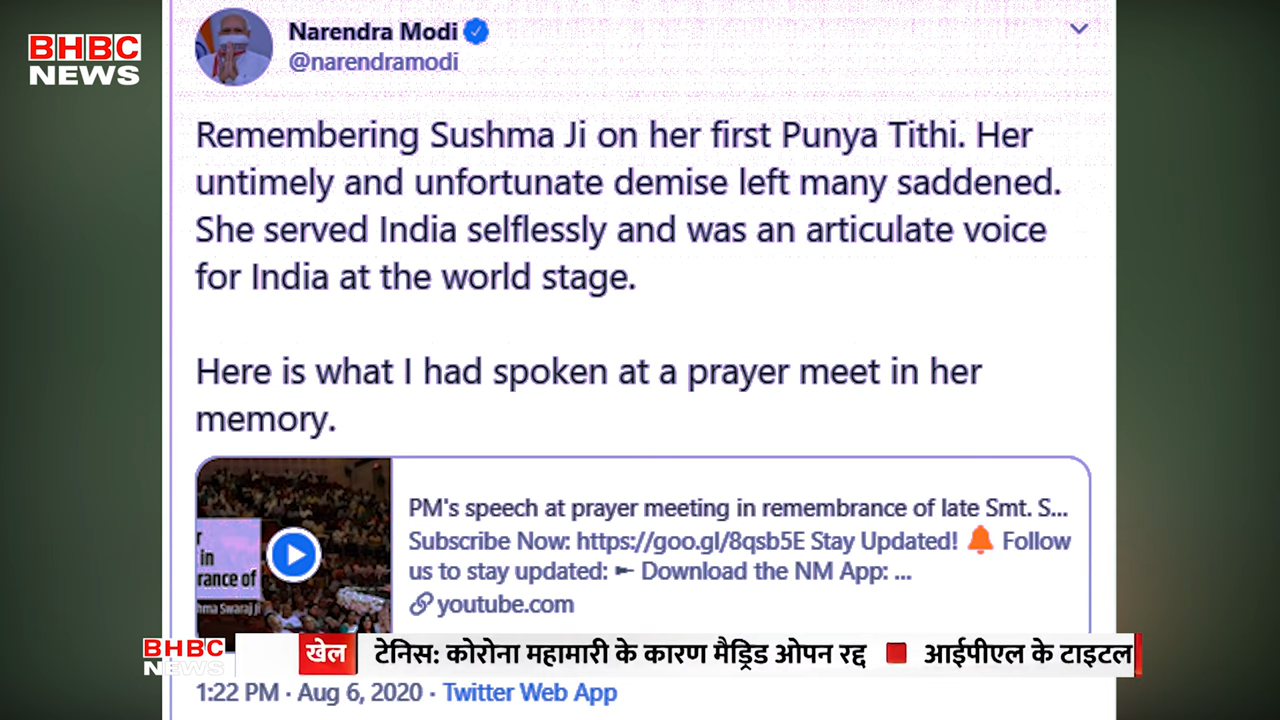 BHBC
NEWS
Narendra Modi
@narendramodi
Remembering Sushma Ji on her first Punya Tithi. Her
untimely and unfortunate demise left many saddened.
She served India selflessly and was an articulate voice
for India at the world stage.
Here is what I had spoken at a prayer meet in her
memory.
r
in
rance of
hma Swaraj ji
PM's speech at prayer meeting in remembrance of late Smt. S...
Subscribe Now: https://goo.gl/8qsb5E Stay Updated! 🔔 Follow
us to stay updated: ► Download the NM App: ...
youtube.com
BHBC
NEWS
खेल
टेनिस: कोरोना महामारी के कारण मैड्रिड ओपन रद्द
आईपीएल के टाइटल
1:22 PM · Aug 6, 2020 · Twitter Web App